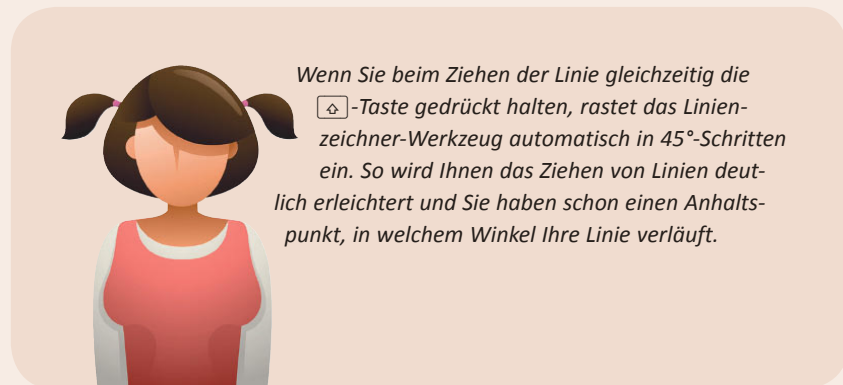 Wenn Sie beim Ziehen der Linie gleichzeitig die
⇧-Taste gedrückt halten, rastet das Linien-
zeichner-Werkzeug automatisch in 45°-Schritten
ein. So wird Ihnen das Ziehen von Linien deut-
lich erleichtert und Sie haben schon einen Anhalts-
punkt, in welchem Winkel Ihre Linie verläuft.